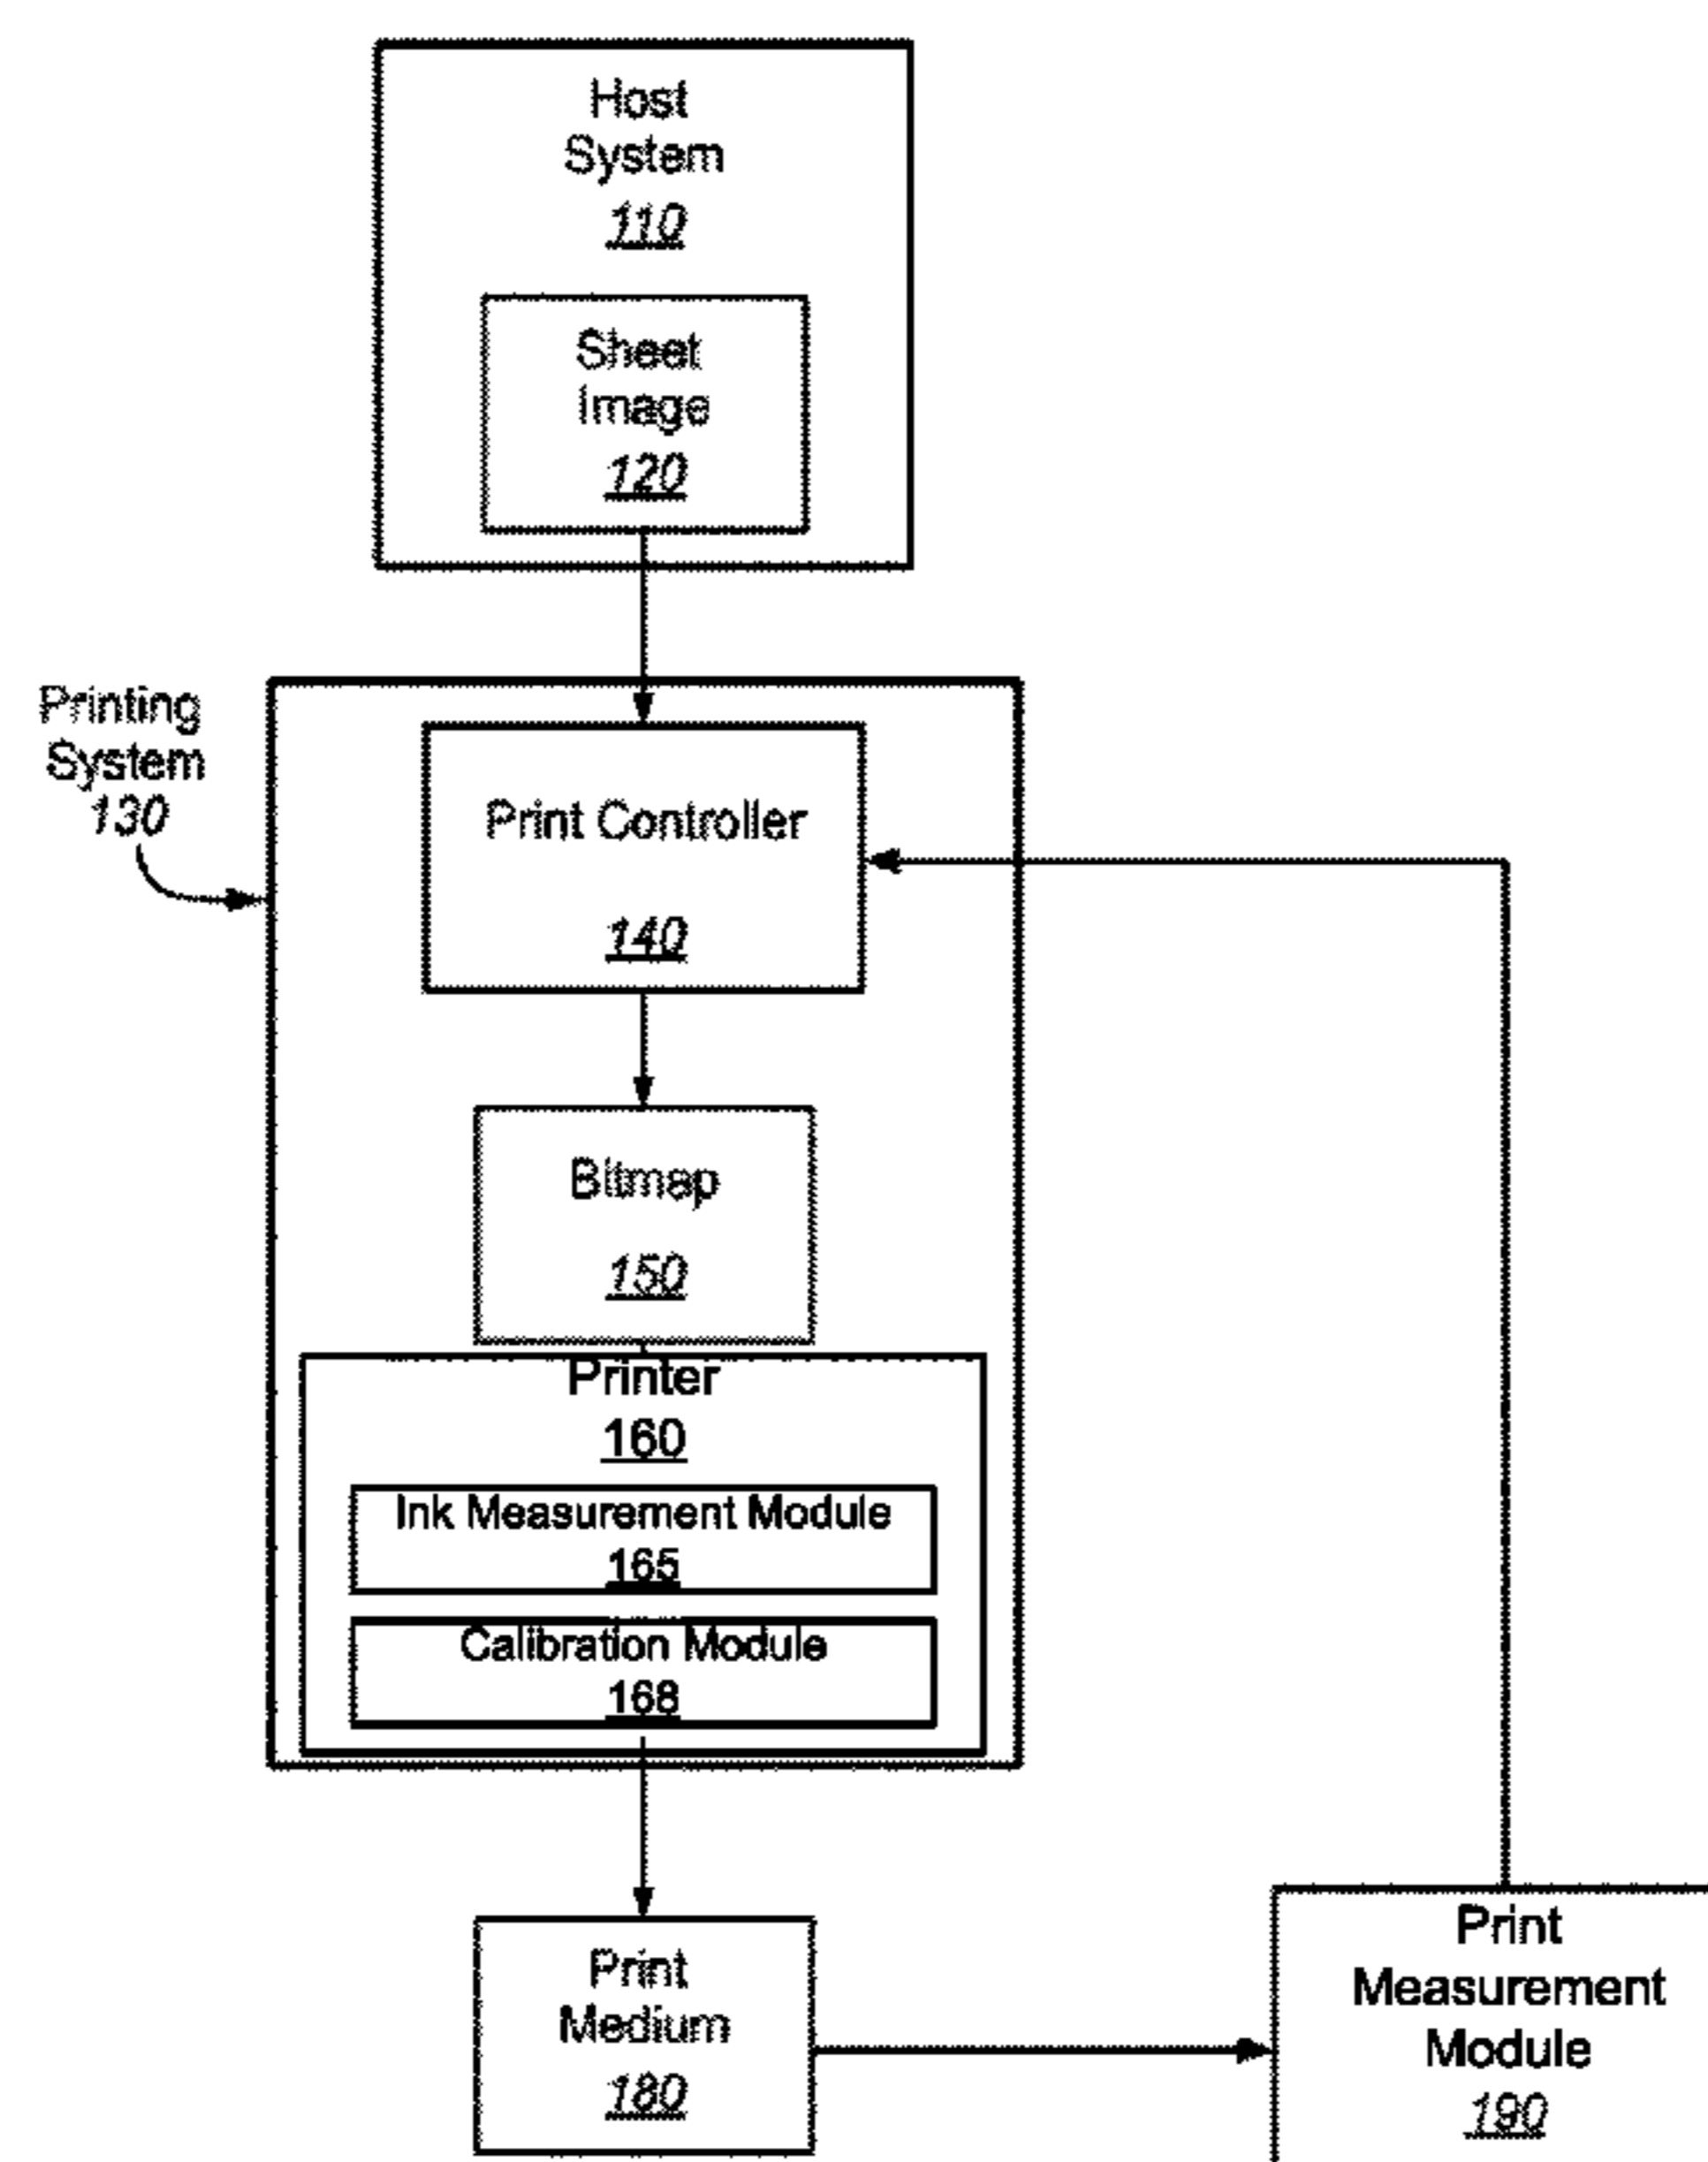 Host
System
110
Sheet
Image
120
Printing
System
130
Print Controller
140
Bitmap
150
Printer
160
Ink Measurement Module
165
Calibration Module
168
Print
Medium
180
Print
Measurement
Module
190